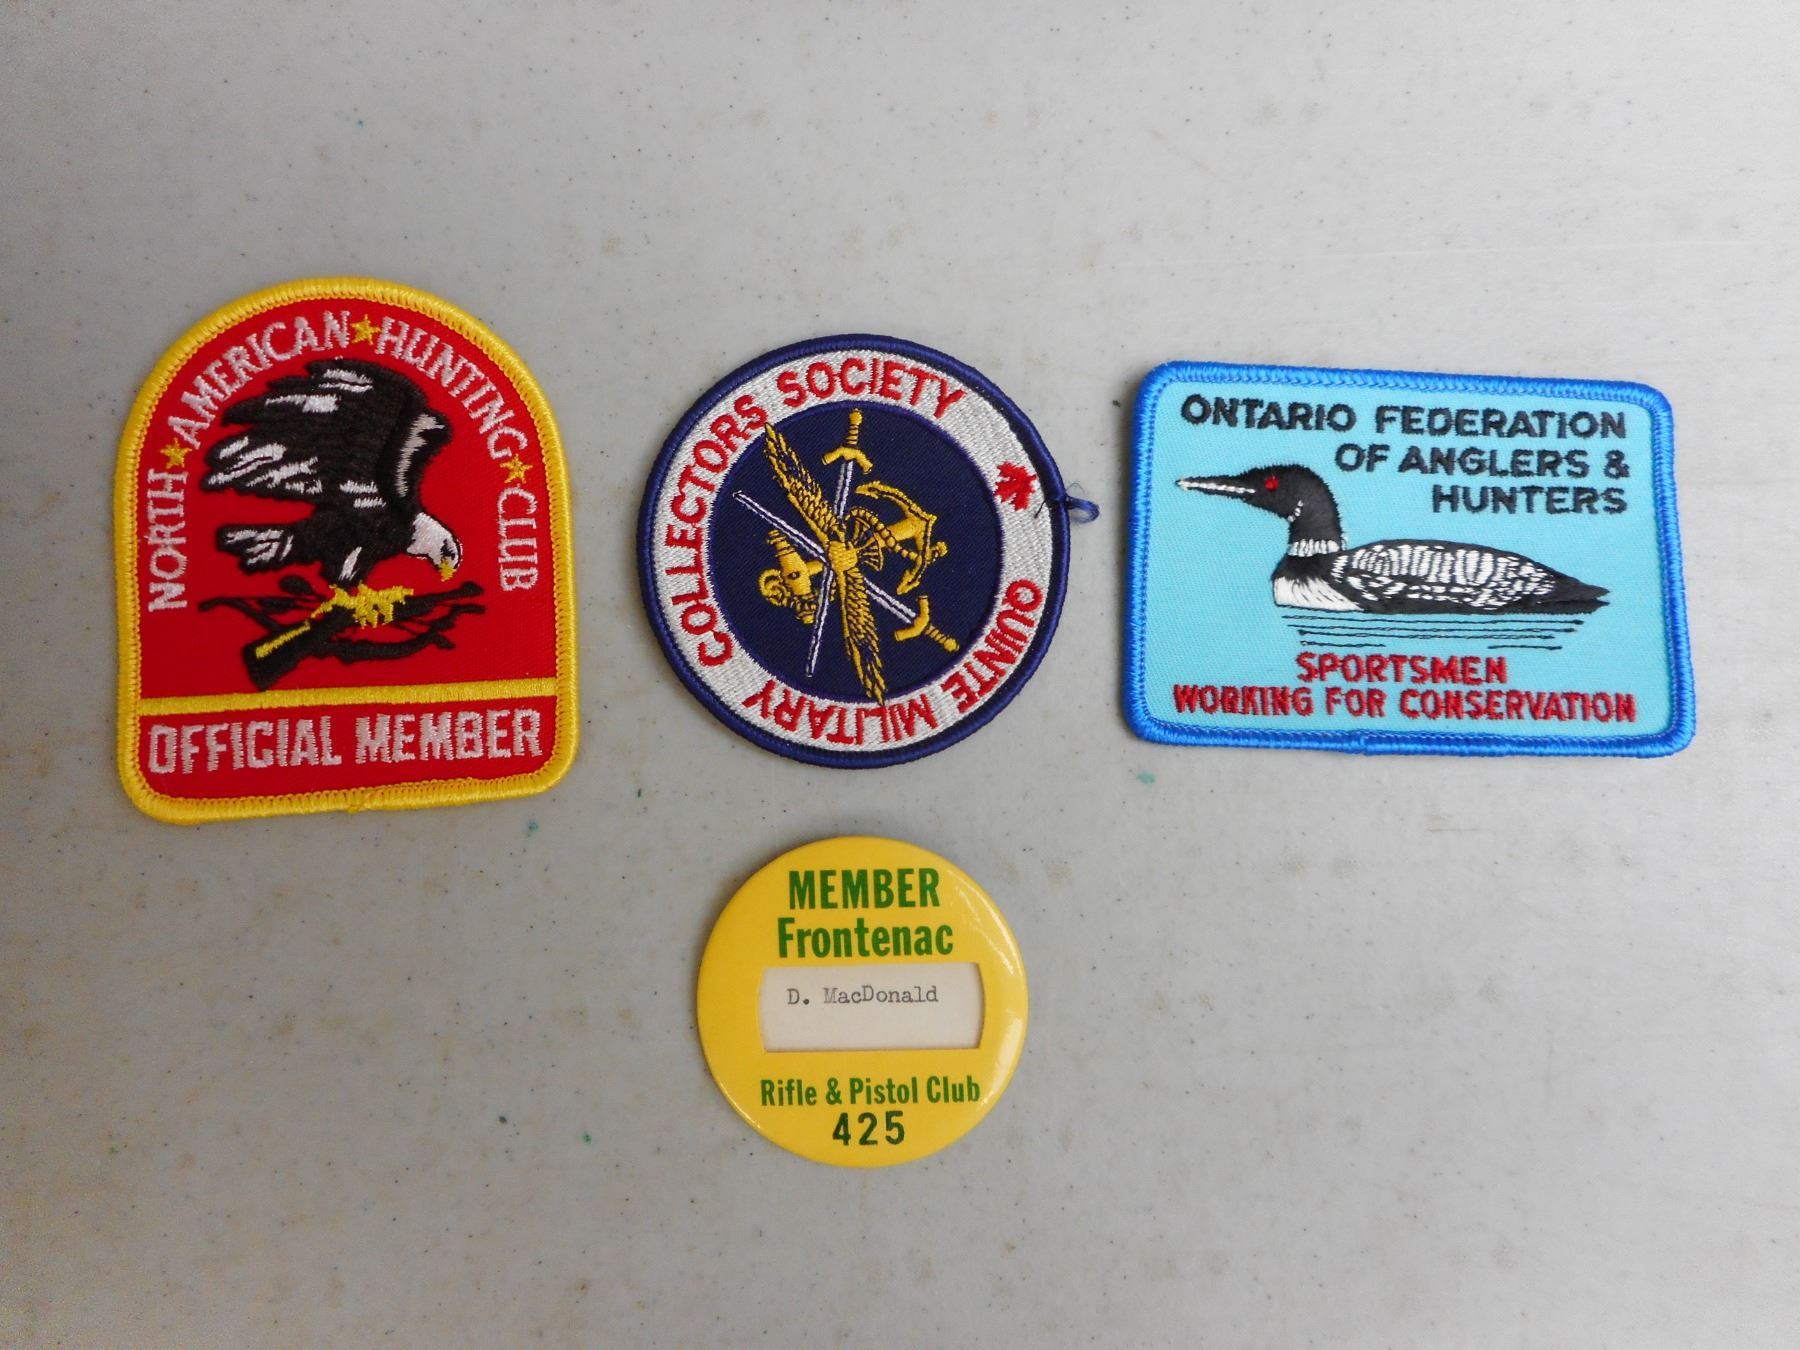 NORTH AMERICAN HUNTING CLUB
OFFICIAL MEMBER
QUINTE MILITARY COLLECTORS SOCIETY
ONTARIO FEDERATION
OF ANGLERS &
HUNTERS
SPORTSMEN
WORKING FOR CONSERVATION
MEMBER
Frontenac
D. MacDonald
Rifle & Pistol Club
425